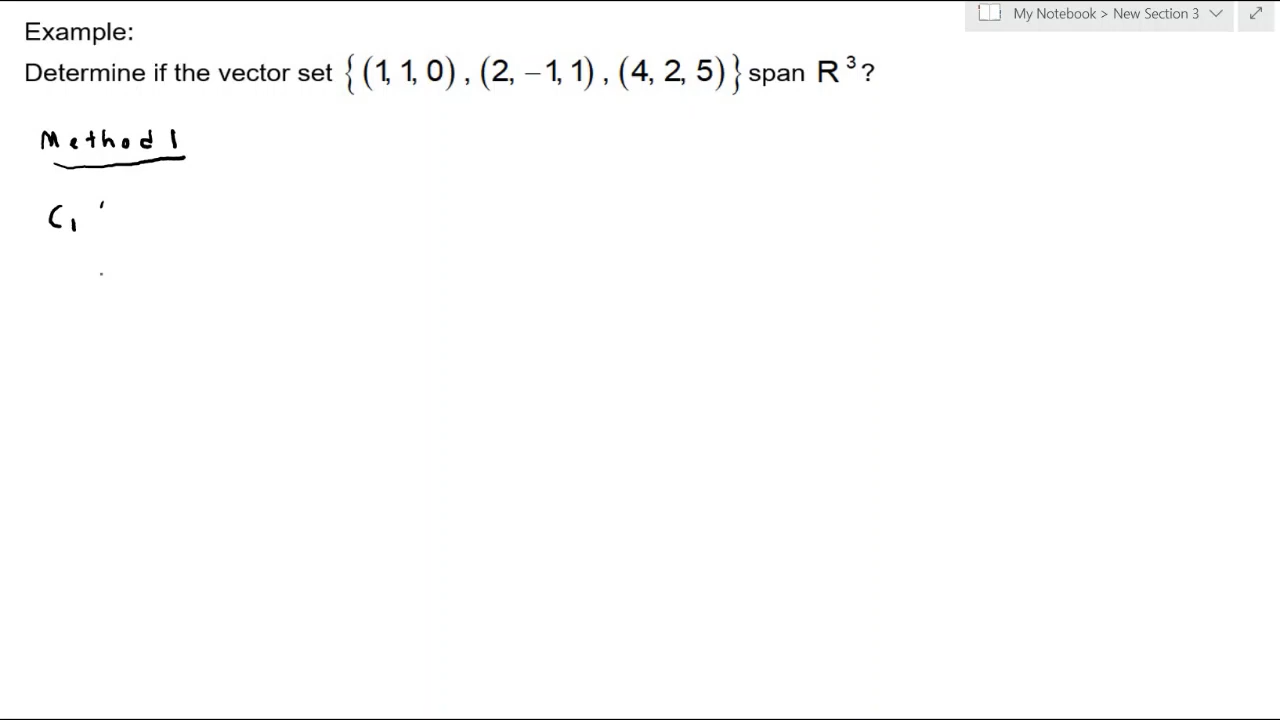 My Notebook > New Section 3
Example:
Determine if the vector set {(1, 1, 0), (2, −1, 1), (4, 2, 5)} span R³?
Method 1
C₁